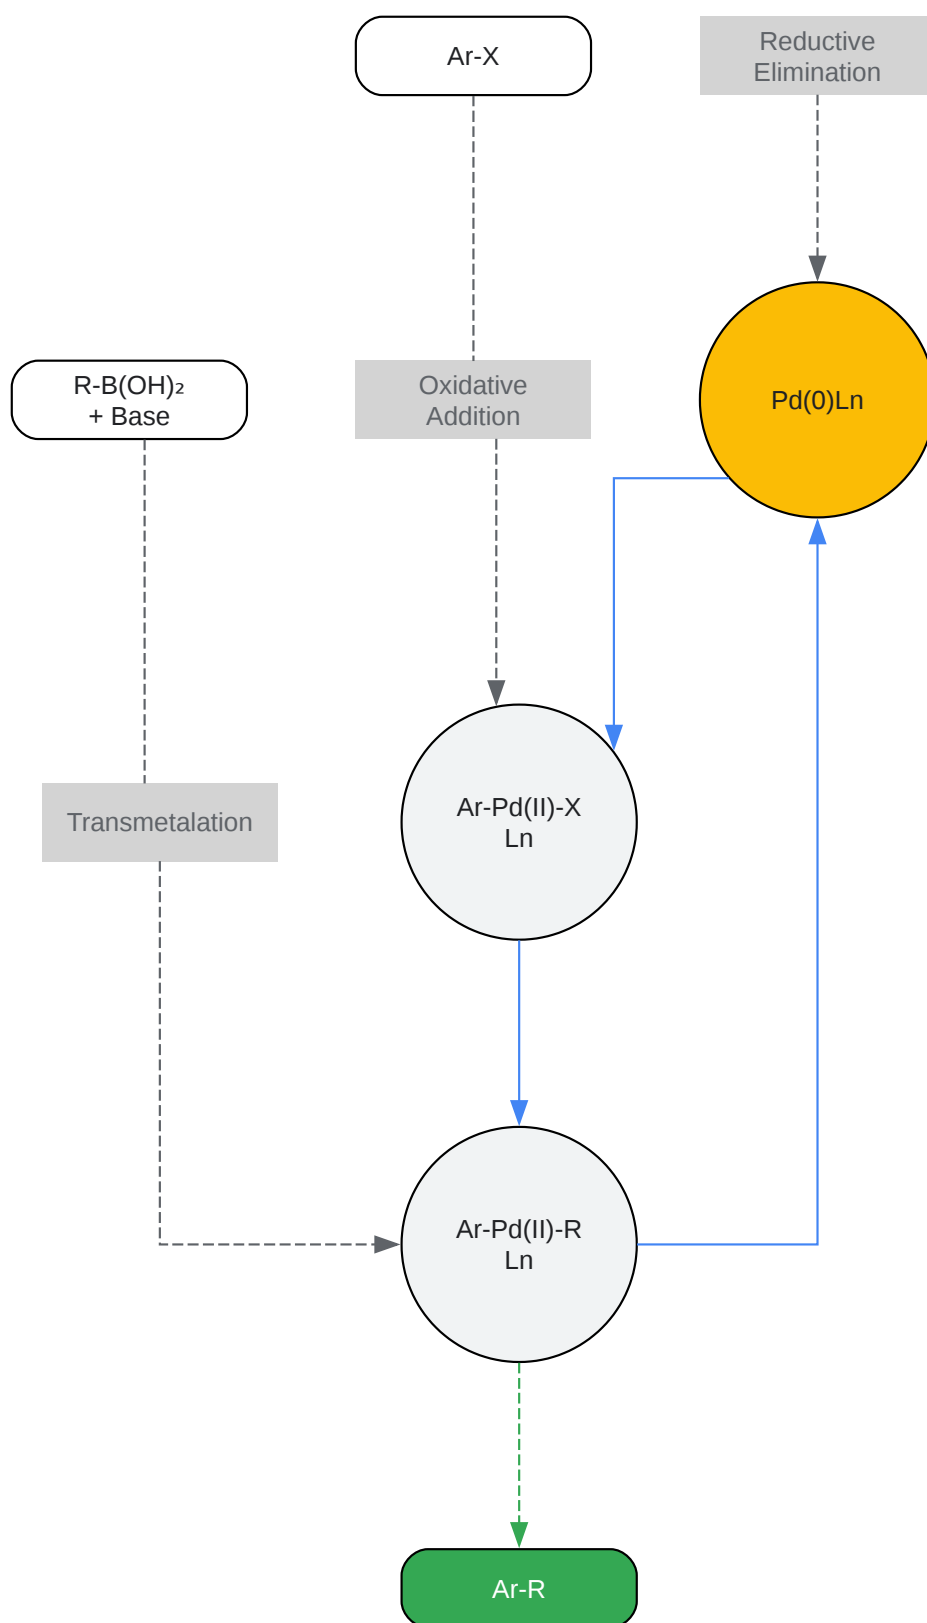 Ar-X
Reductive
Elimination
R-B(OH)₂
+ Base
Oxidative
Addition
Pd(0)Ln
Transmetalation
Ar-Pd(II)-X
Ln
Ar-Pd(II)-R
Ln
Ar-R